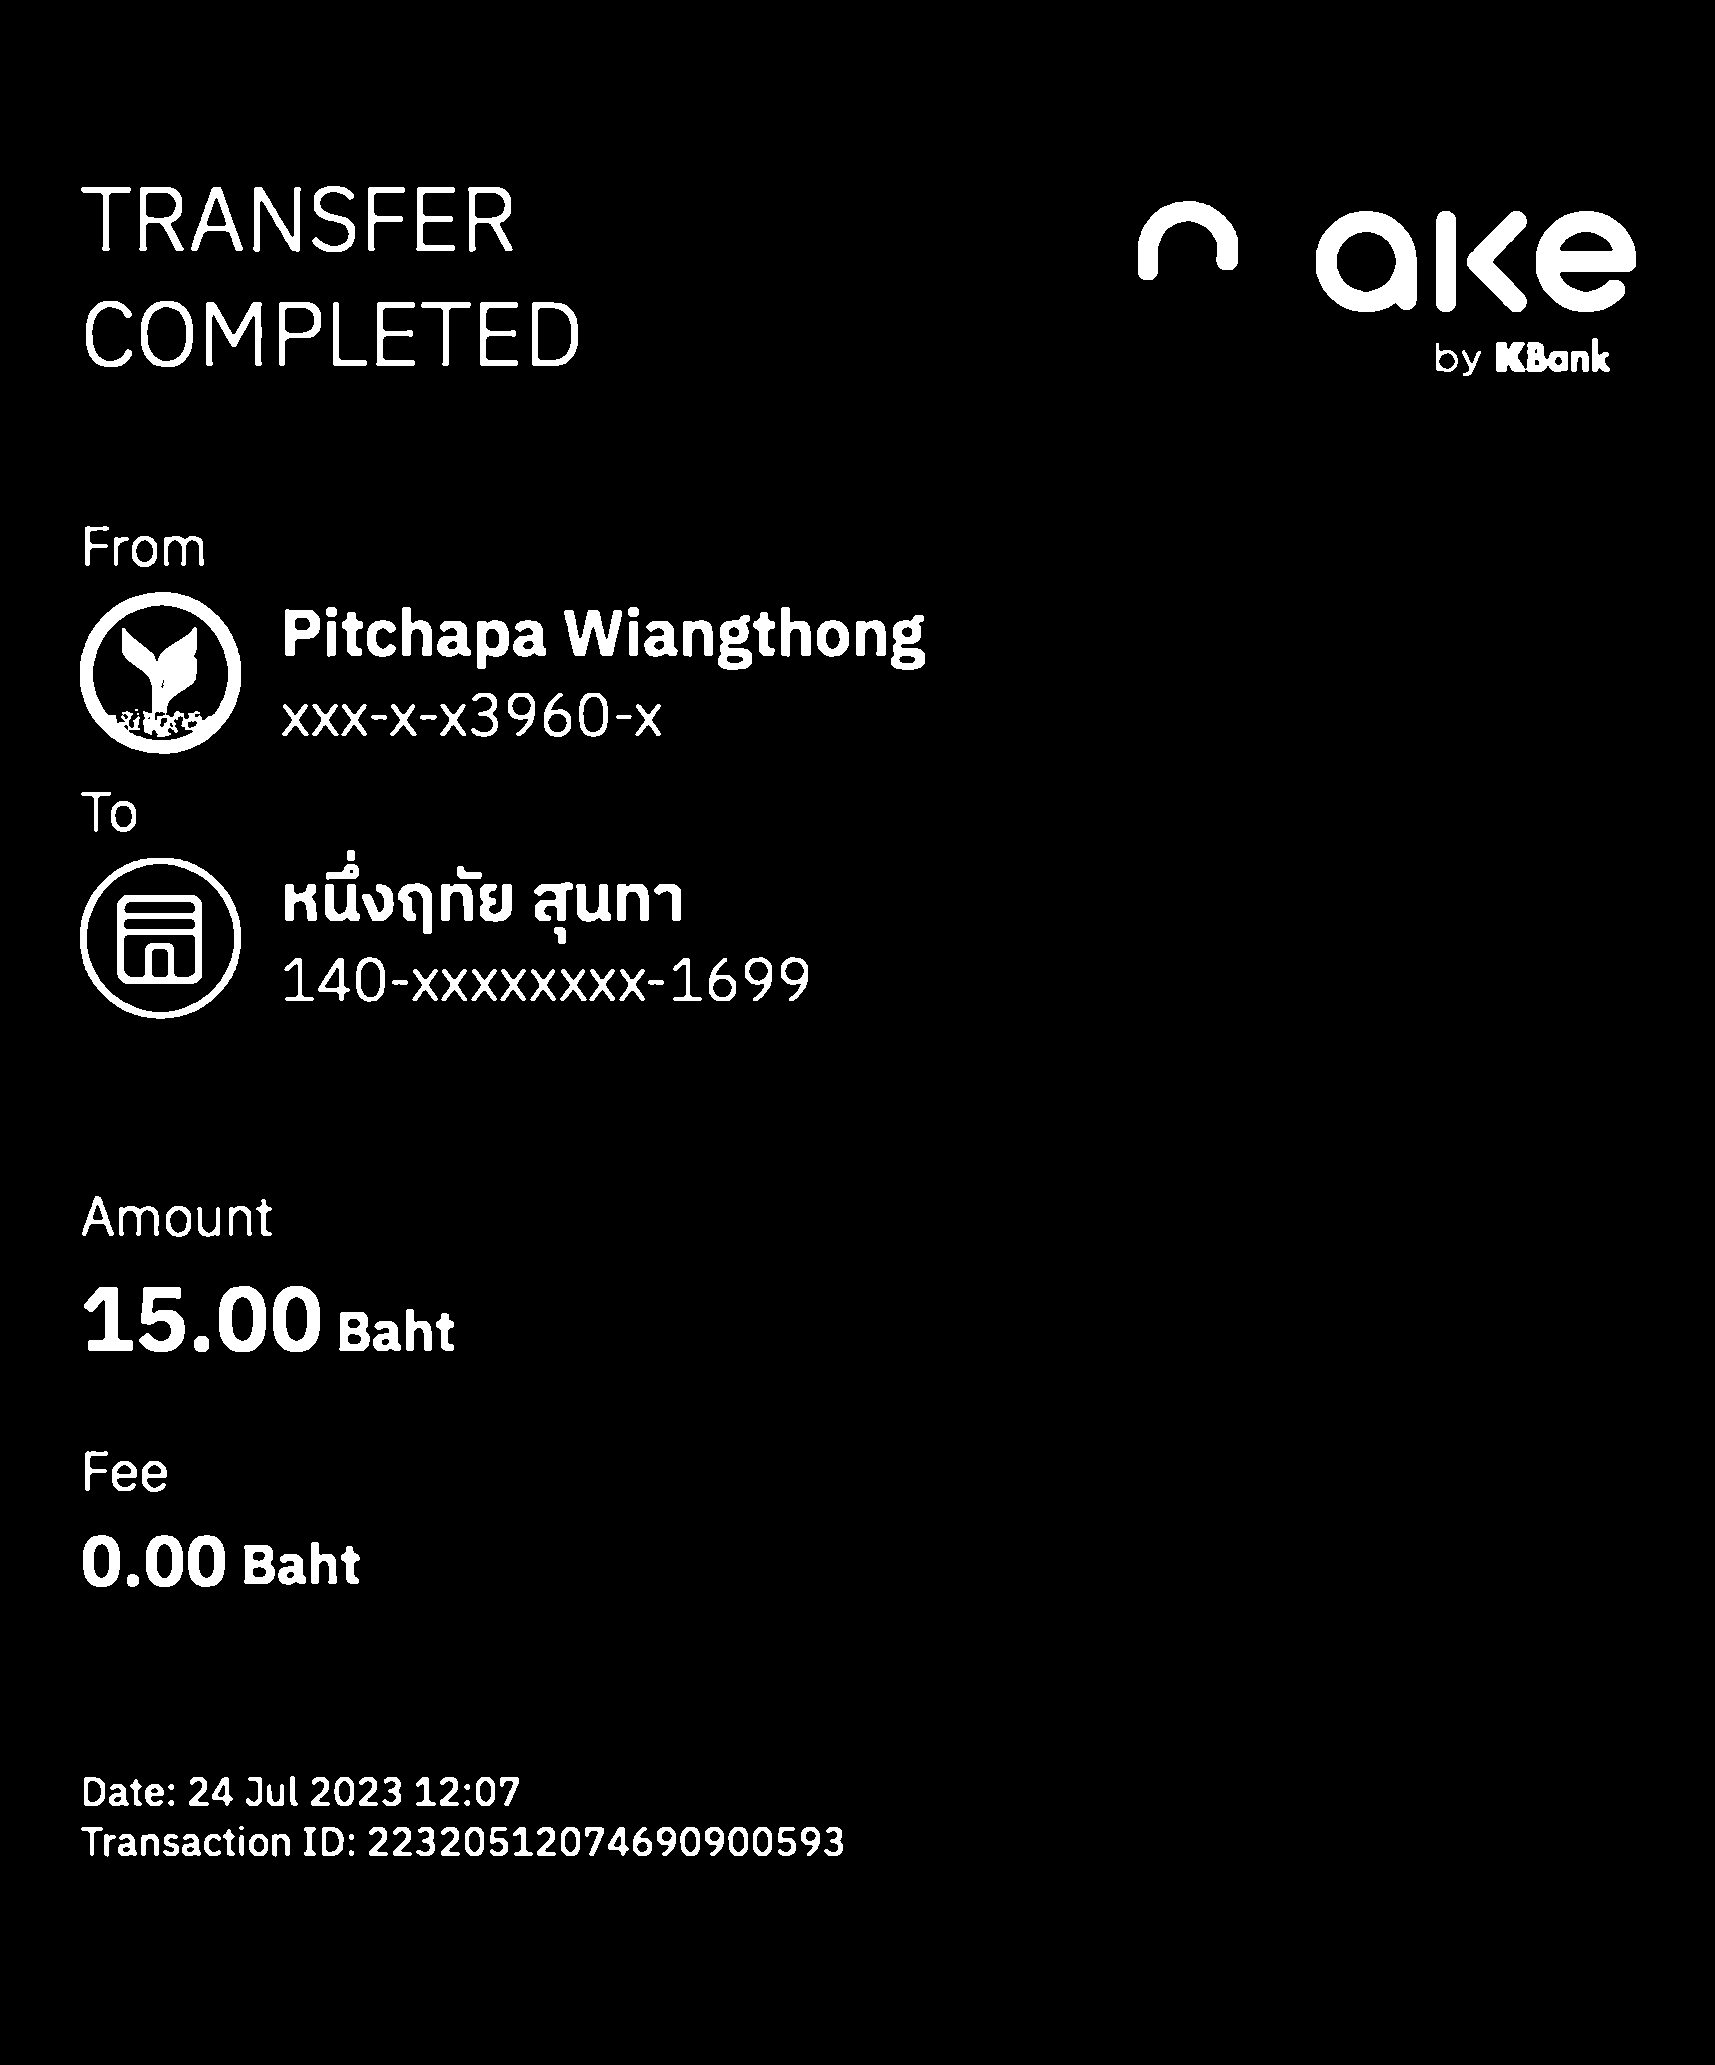 TRANSFER
COMPLETED
ake
by KBank
From
Pitchapa Wiangthong
xxx-x-x3960-x
To
หนึ่งฤทัย สุนทา
140-xxxxxxxx-1699
Amount
15.00 Baht
Fee
0.00 Baht
Date: 24 Jul 2023 12:07
Transaction ID: 22320512074690900593